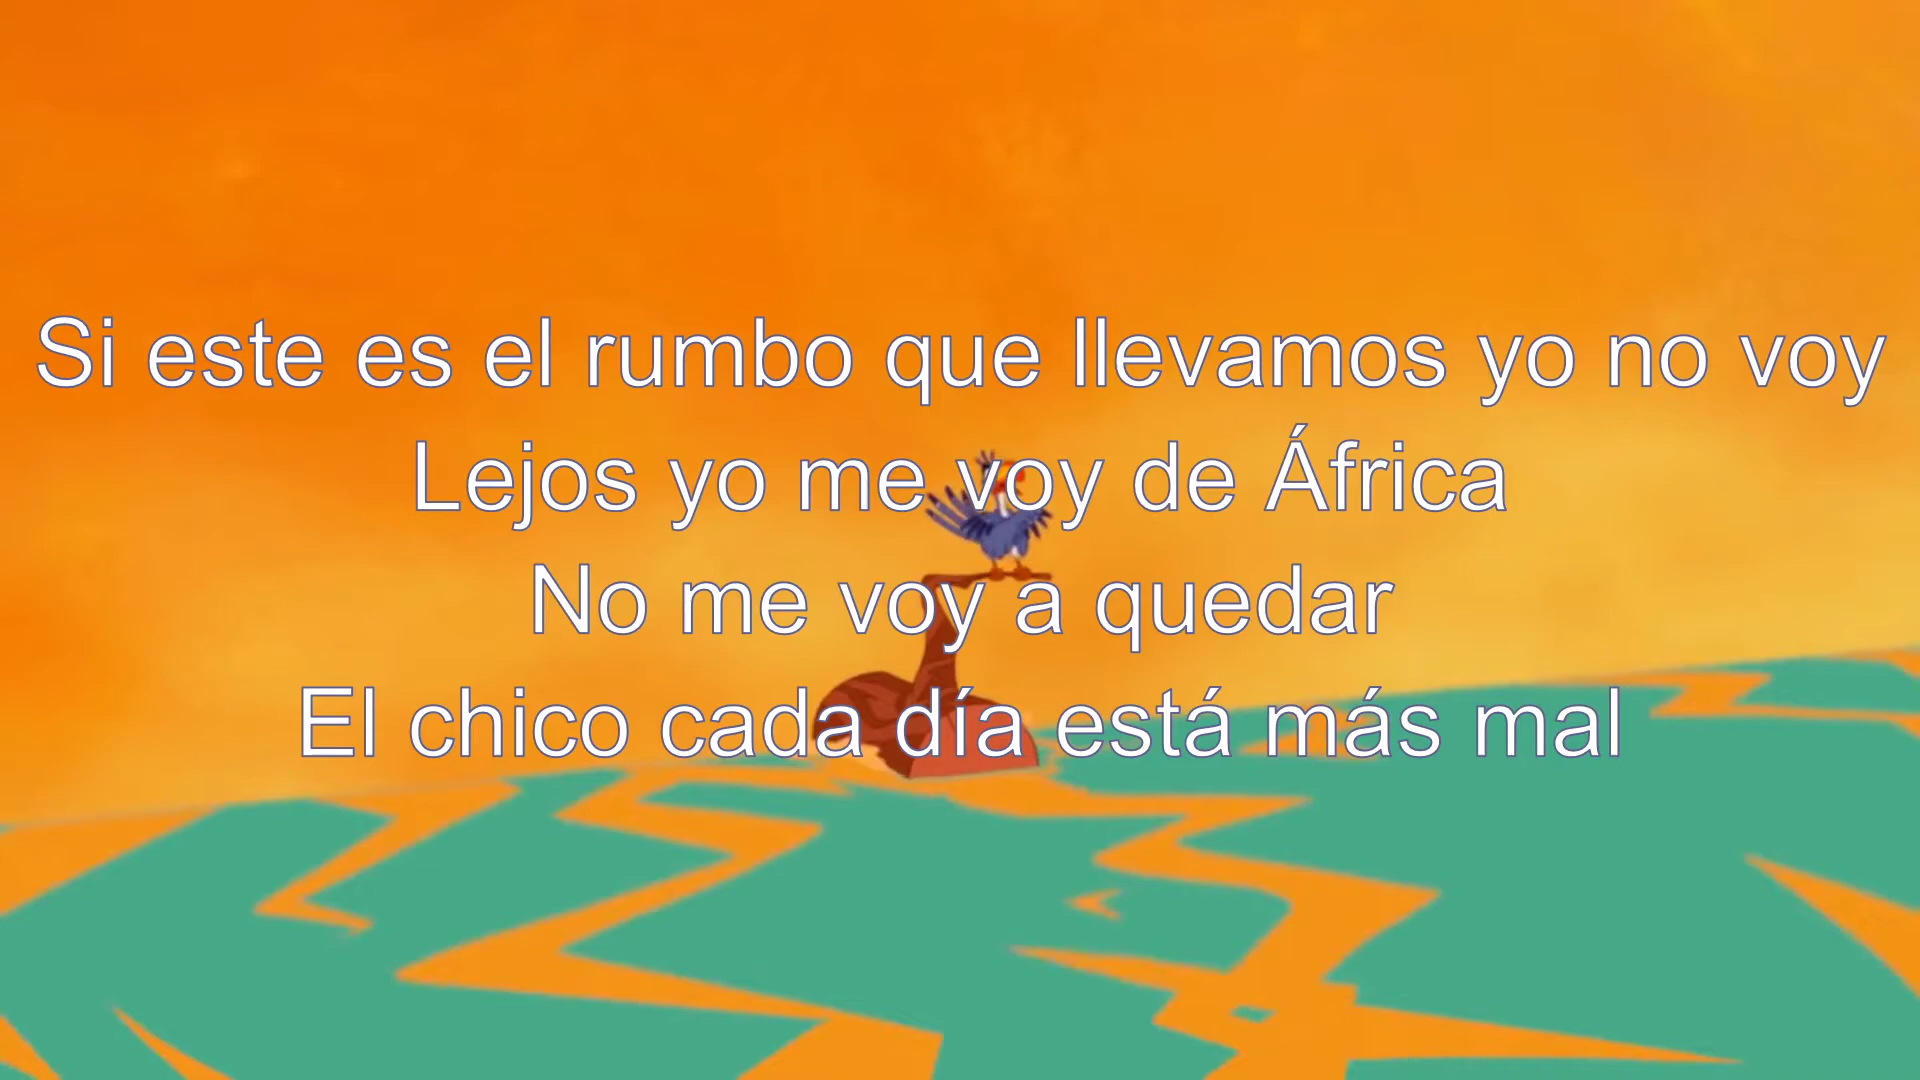 Si este es el rumbo que llevamos yo no voy
Lejos yo me voy de África
No me voy a quedar
El chico cada día está más mal